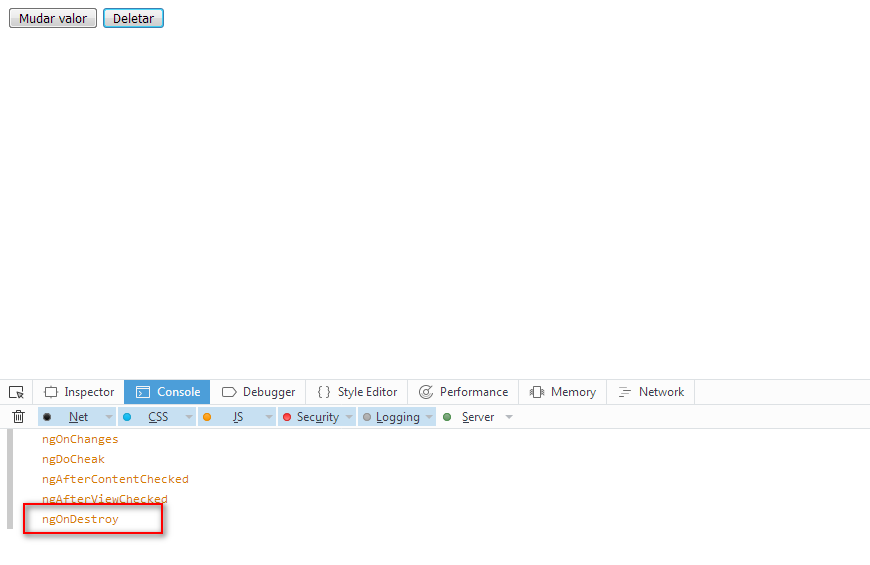 Mudar valor Deletar
Inspector Console Debugger { } Style Editor Performance Memory Network
Net CSS JS Security Logging Server
ngOnChanges
ngDoCheak
ngAfterContentChecked
ngAfterViewChecked
ngOnDestroy